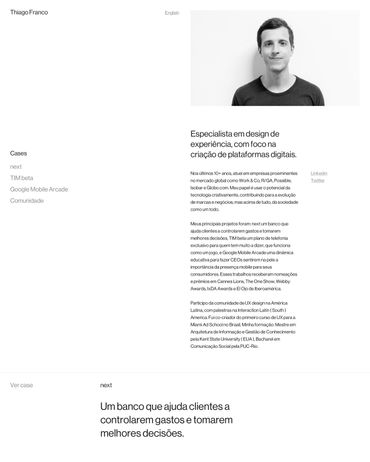 Thiago Franco
English
Especialista em design de
experiência, com foco na
criação de plataformas digitais.
Cases
next
TIM beta
Google Mobile Arcade
Comunidade
Nos últimos 10+ anos, atuei em empresas proeminentes
no mercado global como Work & Co, R/GA, Possible,
Isobar e Globo.com. Meu papel é usar o potencial da
tecnologia criativamente, contribuindo para a evolução
de marcas e negócios, mas acima de tudo, da sociedade
como um todo.
LinkedIn
Twitter
Meus principais projetos foram: next um banco que
ajuda clientes a controlarem gastos e tomarem
melhores decisões, TIM beta um plano de telefonia
exclusivo para quem tem muito a dizer, que funciona
como um jogo, e Google Mobile Arcade uma dinâmica
educativa para fazer CEOs sentirem na pele a
importância da presença mobile para seus
consumidores. Esses trabalhos receberam nomeações
e prêmios em Cannes Lions, The One Show, Webby
Awards, IxDA Awards e El Ojo de Iberoamérica.
Participo da comunidade de UX design na América
Latina, com palestras na Interaction Latin ( South )
America. Fui co-criador do primeiro curso de UX para a
Miami Ad School no Brasil. Minha formação: Mestre em
Arquitetura de Informação e Gestão de Conhecimento
pela Kent State University ( EUA ), Bacharel em
Comunicação Social pela PUC-Rio.
Ver case
next
Um banco que ajuda clientes a
controlarem gastos e tomarem
melhores decisões.